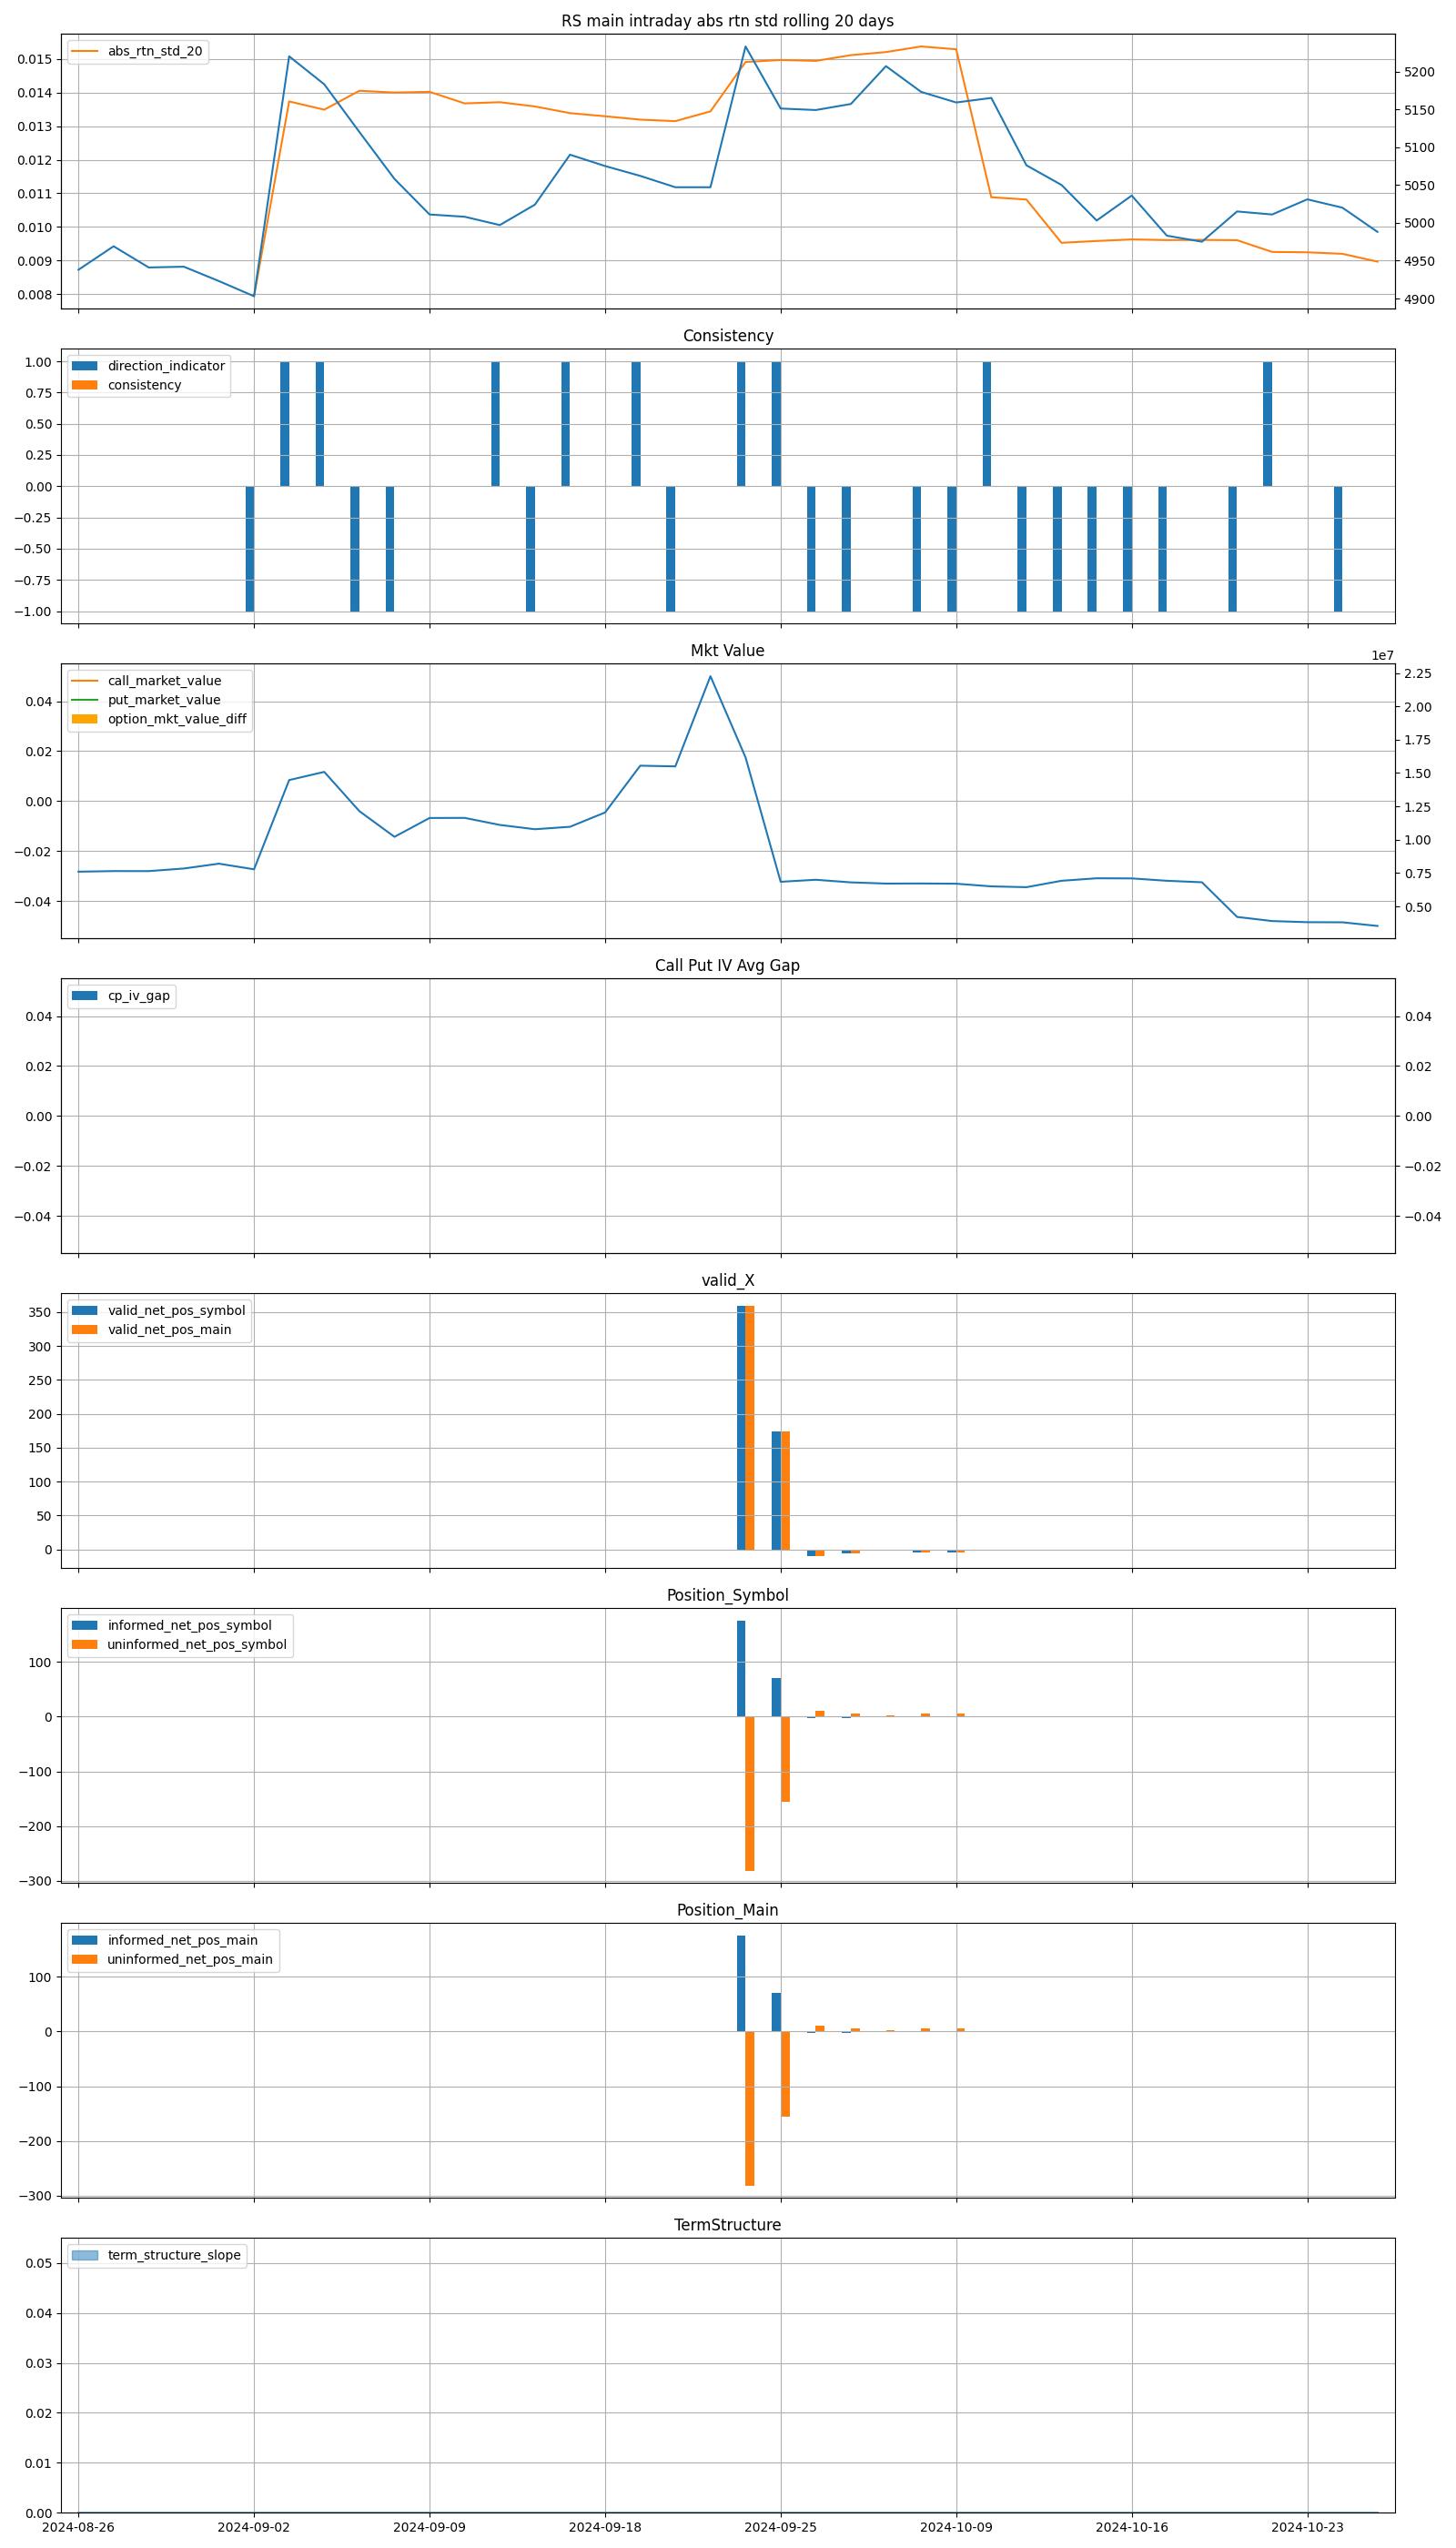 RS main intraday abs rtn std rolling 20 days
abs_rtn_std_20
0.015
0.014
0.013
0.012
0.011
0.010
0.009
0.008
5200
5150
5100
5050
5000
4950
4900
Consistency
direction_indicator
consistency
1.00
0.75
0.50
0.25
0.00
−0.25
−0.50
−0.75
−1.00
Mkt Value
1e7
call_market_value
put_market_value
option_mkt_value_diff
0.04
0.02
0.00
−0.02
−0.04
2.25
2.00
1.75
1.50
1.25
1.00
0.75
0.50
Call Put IV Avg Gap
cp_iv_gap
0.04
0.02
0.00
−0.02
−0.04
0.04
0.02
0.00
−0.02
−0.04
valid_X
valid_net_pos_symbol
valid_net_pos_main
350
300
250
200
150
100
50
0
Position_Symbol
informed_net_pos_symbol
uninformed_net_pos_symbol
100
0
−100
−200
−300
Position_Main
informed_net_pos_main
uninformed_net_pos_main
100
0
−100
−200
−300
TermStructure
term_structure_slope
0.05
0.04
0.03
0.02
0.01
0.00
2024-08-26 2024-09-02 2024-09-09 2024-09-18 2024-09-25 2024-10-09 2024-10-16 2024-10-23